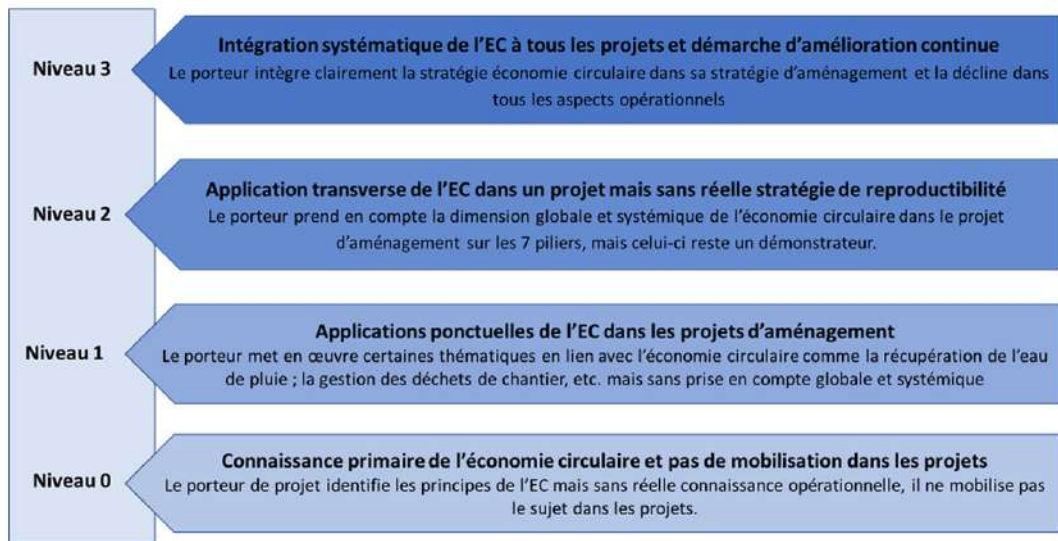 Niveau 3
Intégration systématique de l'EC à tous les projets et démarche d'amélioration continue
Le porteur intègre clairement la stratégie économie circulaire dans sa stratégie d'aménagement et la décline dans
tous les aspects opérationnels
Niveau 2
Application transverse de l'EC dans un projet mais sans réelle stratégie de reproductibilité
Le porteur prend en compte la dimension globale et systémique de l'économie circulaire dans le projet
d'aménagement sur les 7 piliers, mais celui-ci reste un démonstrateur.
Niveau 1
Applications ponctuelles de l'EC dans les projets d'aménagement
Le porteur met en œuvre certaines thématiques en lien avec l'économie circulaire comme la récupération de l'eau
de pluie ; la gestion des déchets de chantier, etc. mais sans prise en compte globale et systémique
Niveau 0
Connaissance primaire de l'économie circulaire et pas de mobilisation dans les projets
Le porteur de projet identifie les principes de l'EC mais sans réelle connaissance opérationnelle, il ne mobilise pas
le sujet dans les projets.